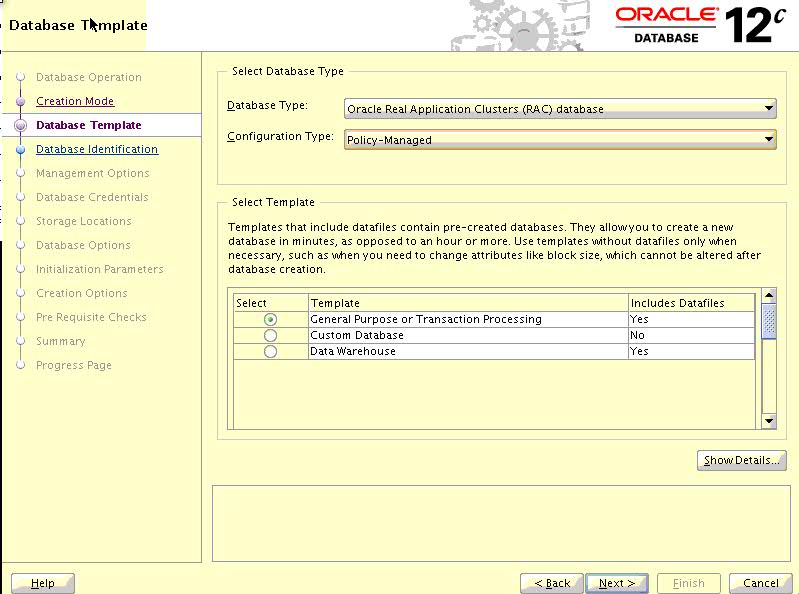 Database Template
ORACLE
DATABASE
12c
Database Operation
Creation Mode
Database Template
Database Identification
Management Options
Database Credentials
Storage Locations
Database Options
Initialization Parameters
Creation Options
Pre Requisite Checks
Summary
Progress Page
Select Database Type
Database Type: Oracle Real Application Clusters (RAC) database
Configuration Type: Policy-Managed
Select Template
Templates that include datafiles contain pre-created databases. They allow you to create a new
database in minutes, as opposed to an hour or more. Use templates without datafiles only when
necessary, such as when you need to change attributes like block size, which cannot be altered after
database creation.
Select Template Includes Datafiles
General Purpose or Transaction Processing Yes
Custom Database No
Data Warehouse Yes
Show Details...
Help < Back Next > Finish Cancel